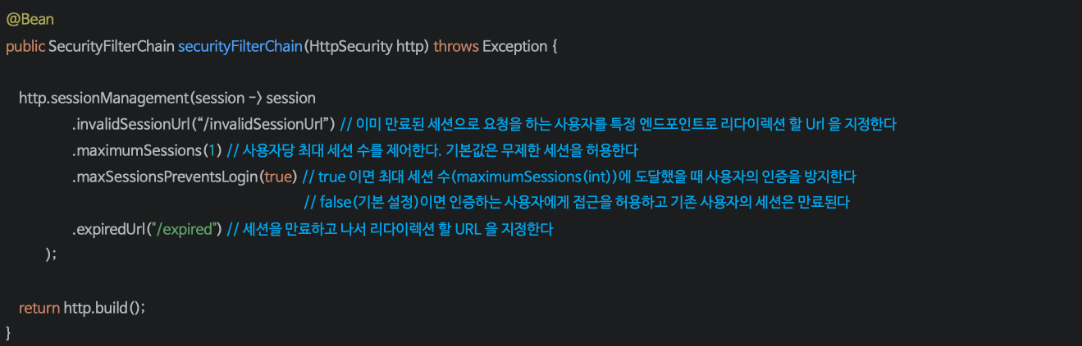 @Bean
public SecurityFilterChain securityFilterChain(HttpSecurity http) throws Exception {
http.sessionManagement(session -> session
.invalidSessionUrl(“/invalidSessionUrl”) // 이미 만료된 세션으로 요청을 하는 사용자를 특정 엔드포인트로 리다이렉션 할 Url 을 지정한다
.maximumSessions(1) // 사용자당 최대 세션 수를 제어한다. 기본값은 무제한 세션을 허용한다
.maxSessionsPreventsLogin(true) // true 이면 최대 세션 수(maximumSessions(int))에 도달했을 때 사용자의 인증을 방지한다
// false(기본 설정)이면 인증하는 사용자에게 접근을 허용하고 기존 사용자의 세션은 만료된다
.expiredUrl("/expired") // 세션을 만료하고 나서 리다이렉션 할 URL 을 지정한다
);
return http.build();
}